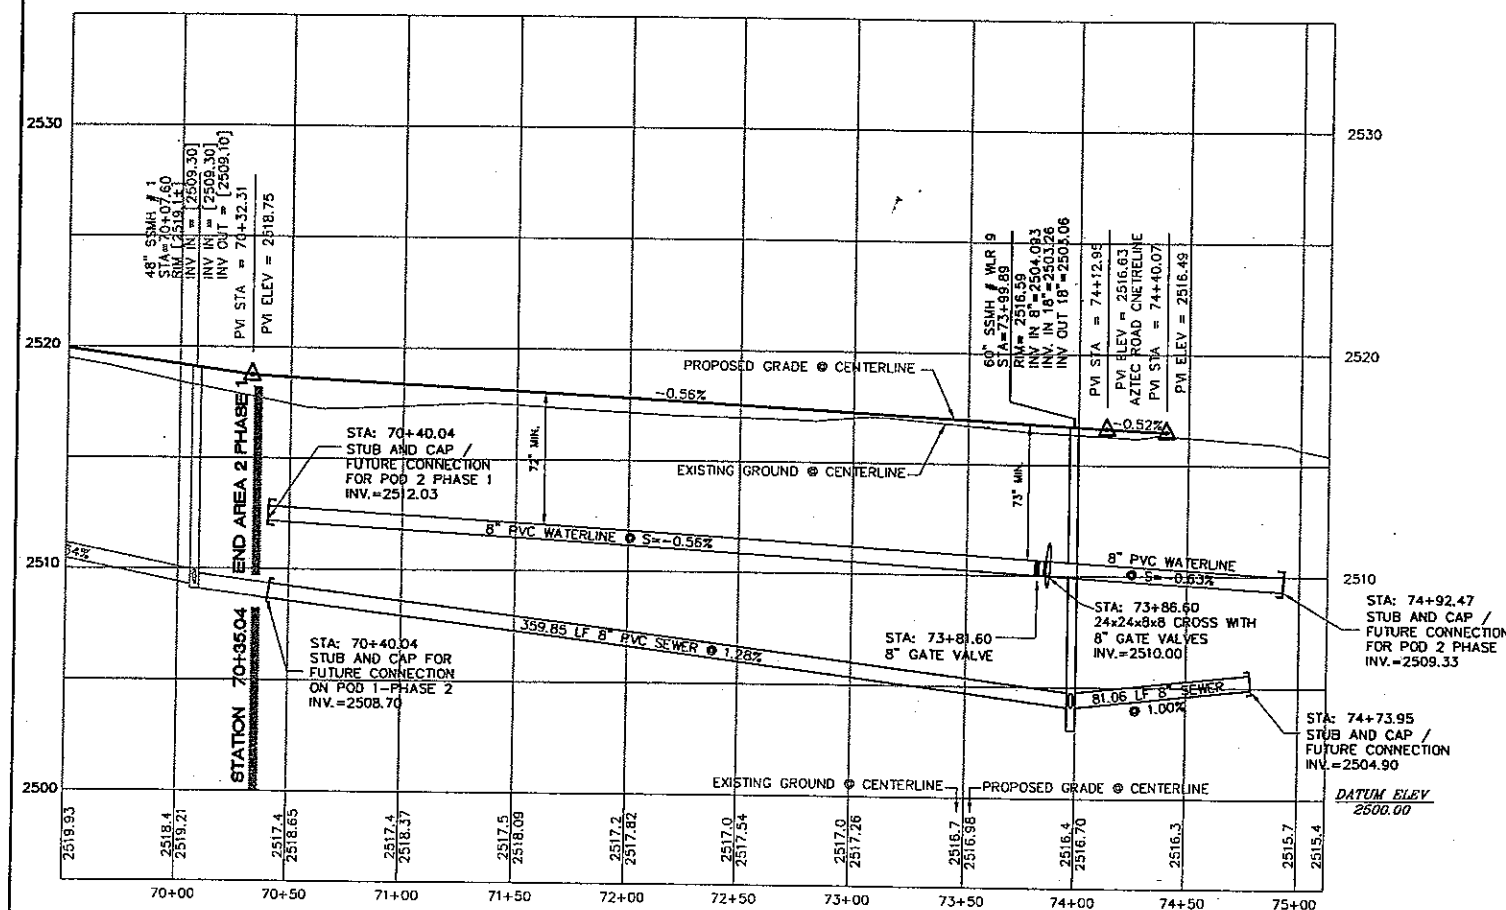 2530
2520
2510
2500
2530
2520
2510
48" SSMH # 1
STA=70+07.60
RIM [2519.1±]
INV IN = [2509.30]
INV IN = [2509.30]
INV OUT = [2509.10]
PVI STA = 70+32.31
PVI ELEV = 2518.75
60" SSMH # WLR 9
STA=73+99.89
RIM= 2516.59
INV IN 8"=2504.093
INV. IN 18"=2503.26
INV OUT 18"=2503.06
PVI STA = 74+12.95
PVI ELEV = 2516.63
AZTEC ROAD CNETRELINE
PVI STA = 74+40.07
PVI ELEV = 2516.49
PROPOSED GRADE @ CENTERLINE
-0.56%
-0.52%
EXISTING GROUND @ CENTERLINE
STATION 70+35.04 END AREA 2 PHASE 1
STA: 70+40.04
STUB AND CAP /
FUTURE CONNECTION
FOR POD 2 PHASE 1
INV.=2512.03
72" MIN.
73" MIN.
8" PVC WATERLINE @ S=-0.56%
8" PVC WATERLINE
@ S=-0.63%
STA: 73+86.60
24x24x8x8 CROSS WITH
8" GATE VALVES
INV.=2510.00
STA: 73+81.60
8" GATE VALVE
STA: 74+92.47
STUB AND CAP /
FUTURE CONNECTION
FOR POD 2 PHASE
INV.=2509.33
359.85 LF 8" PVC SEWER @ 1.28%
STA: 70+40.04
STUB AND CAP FOR
FUTURE CONNECTION
ON POD 1-PHASE 2
INV.=2508.70
81.06 LF 8" SEWER
@ 1.00%
STA: 74+73.95
STUB AND CAP /
FUTURE CONNECTION
INV.=2504.90
EXISTING GROUND @ CENTERLINE
PROPOSED GRADE @ CENTERLINE
DATUM ELEV
2500.00
2519.93
2518.4
2519.21
2517.4
2518.65
2517.4
2518.37
2517.5
2518.09
2517.2
2517.82
2517.0
2517.54
2517.0
2517.26
2516.7
2516.98
2516.4
2516.70
2516.3
2515.7
2515.4
70+00
70+50
71+00
71+50
72+00
72+50
73+00
73+50
74+00
74+50
75+00